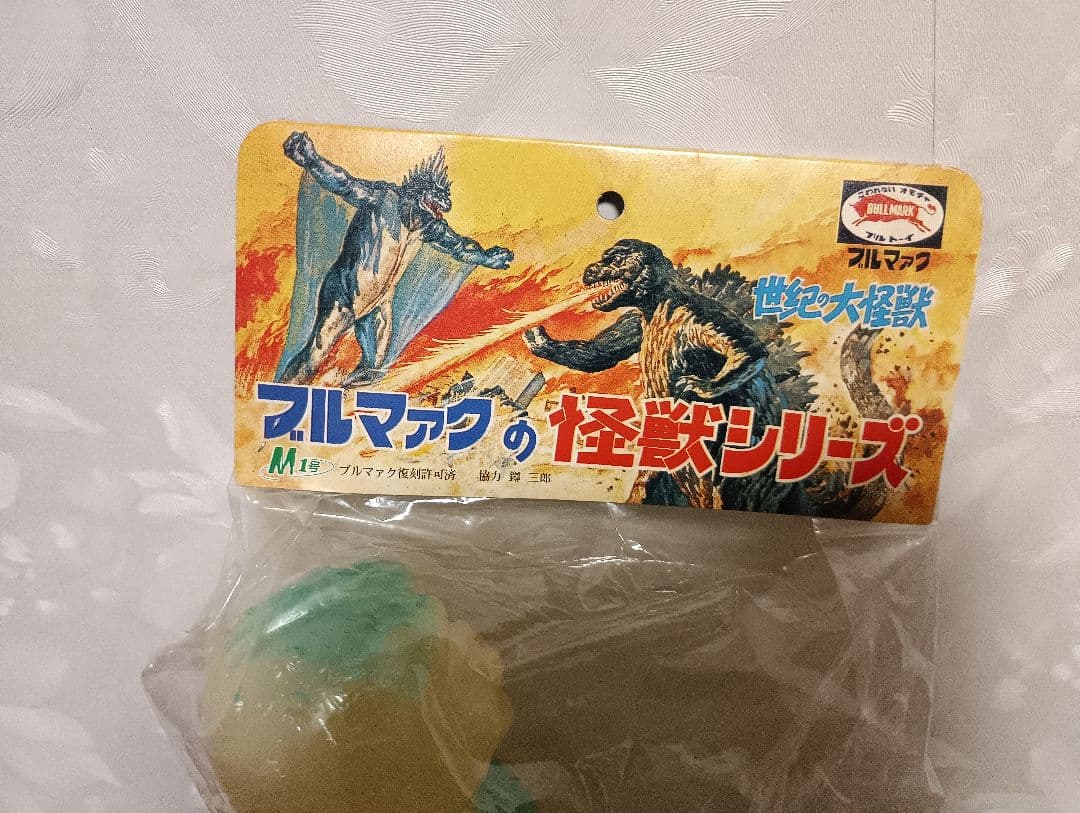 こわれない オモチャ
BULLMARK
ブルトーイ
ブルマァク
世紀の大怪獣
ブルマァクの怪獣シリーズ
M1号
ブルマァク復刻許可済 協力 鐏 三郎